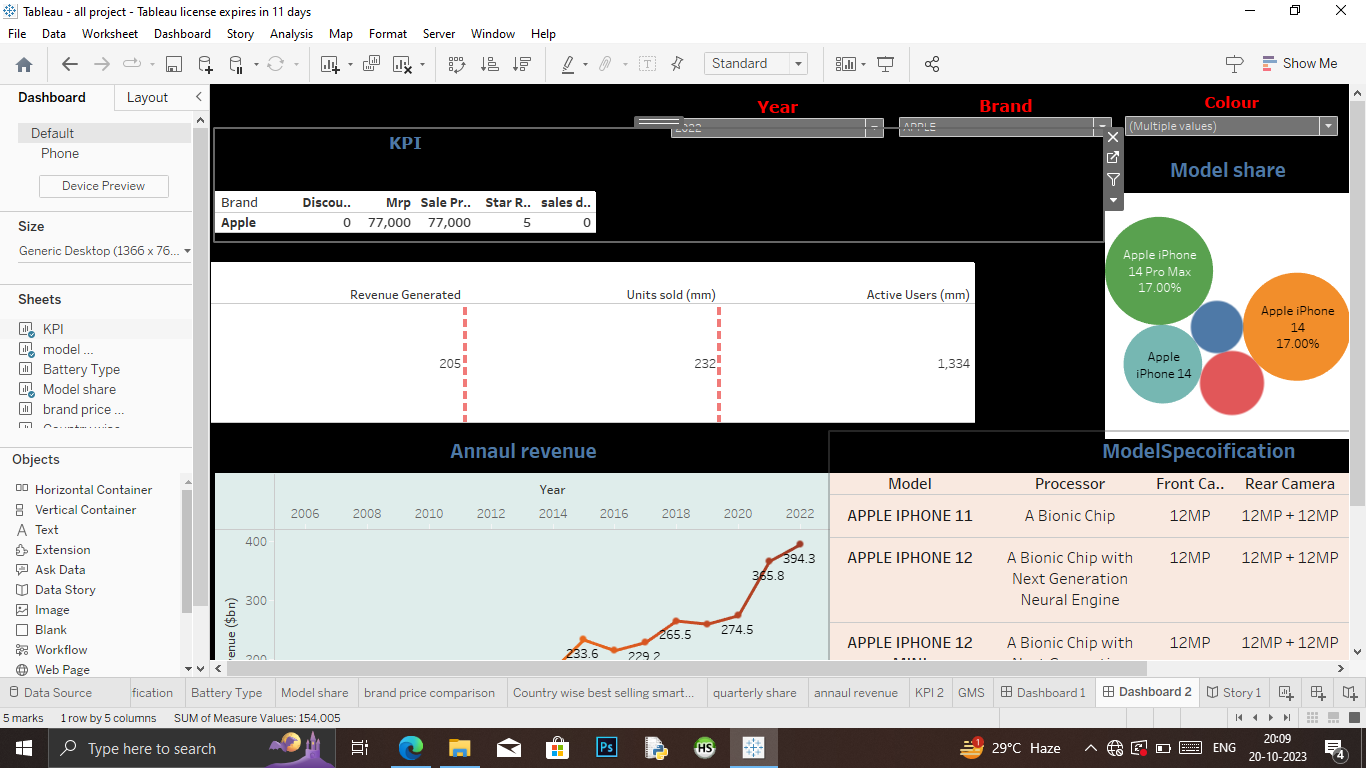 Tableau - all project - Tableau license expires in 11 days
File Data Worksheet Dashboard Story Analysis Map Format Server Window Help
Standard
Show Me
Dashboard Layout
Default
Phone
Device Preview
Size
Generic Desktop (1366 x 76...
Sheets
KPI
model ...
Battery Type
Model share
brand price ...
Objects
Horizontal Container
Vertical Container
Text
Extension
Ask Data
Data Story
Image
Blank
Workflow
Web Page
Year Brand Colour
2022 APPLE (Multiple values)
KPI
Brand Discou.. Mrp Sale Pr.. Star R.. sales d..
Apple 0 77,000 77,000 5 0
Model share
Apple iPhone
14 Pro Max
17.00%
Apple iPhone
14
17.00%
Apple
iPhone 14
Revenue Generated Units sold (mm) Active Users (mm)
205 232 1,334
Annaul revenue
Year
2006 2008 2010 2012 2014 2016 2018 2020 2022
400
300
200
venue ($bn)
394.3
365.8
274.5
265.5
233.6
229.2
ModelSpecoification
Model Processor Front Ca.. Rear Camera
APPLE IPHONE 11 A Bionic Chip 12MP 12MP + 12MP
APPLE IPHONE 12 A Bionic Chip with 12MP 12MP + 12MP
Next Generation
Neural Engine
APPLE IPHONE 12 A Bionic Chip with 12MP 12MP + 12MP
Data Source fication Battery Type Model share brand price comparison Country wise best selling smart... quarterly share annaul revenue KPI 2 GMS Dashboard 1 Dashboard 2 Story 1
5 marks 1 row by 5 columns SUM of Measure Values: 154,005
Type here to search
Ps
HS
1
29°C Haze
ENG
20:09
20-10-2023
4